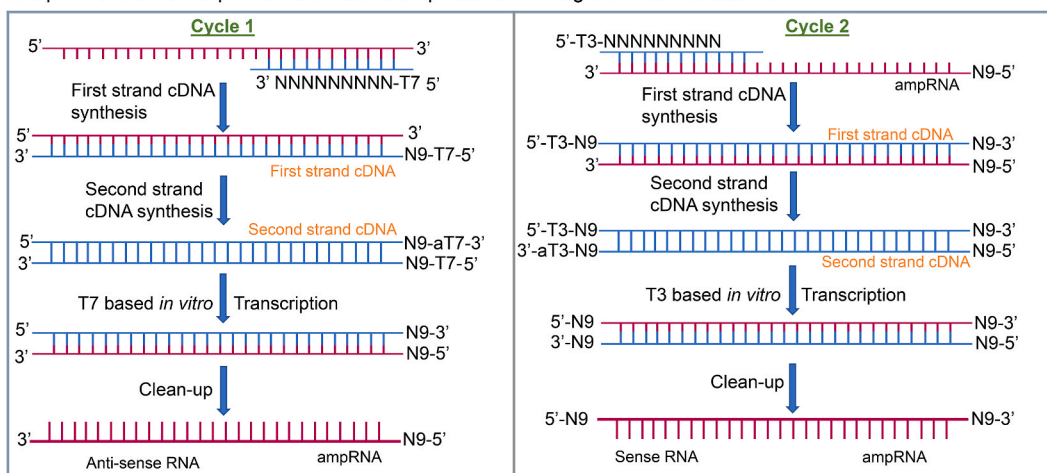 Cycle 1
5’ 3’
3’ NNNNNNNNN-T7 5’
First strand cDNA
synthesis
5’ 3’
3’ N9-T7-5’
First strand cDNA
Second strand
cDNA synthesis
Second strand cDNA
5’ N9-aT7-3’
3’ N9-T7-5’
T7 based in vitro Transcription
5’ N9-3’
3’ N9-5’
Clean-up
3’ N9-5’
Anti-sense RNA ampRNA
Cycle 2
5’-T3-NNNNNNNNN
3’ N9-5’
ampRNA
First strand cDNA
synthesis
First strand cDNA
5’-T3-N9 N9-3’
3’ N9-5’
Second strand
cDNA synthesis
5’-T3-N9 N9-3’
3’-aT3-N9 N9-5’
Second strand cDNA
T3 based in vitro Transcription
5’-N9 N9-3’
3’-N9 N9-5’
Clean-up
5’-N9 N9-3’
Sense RNA ampRNA